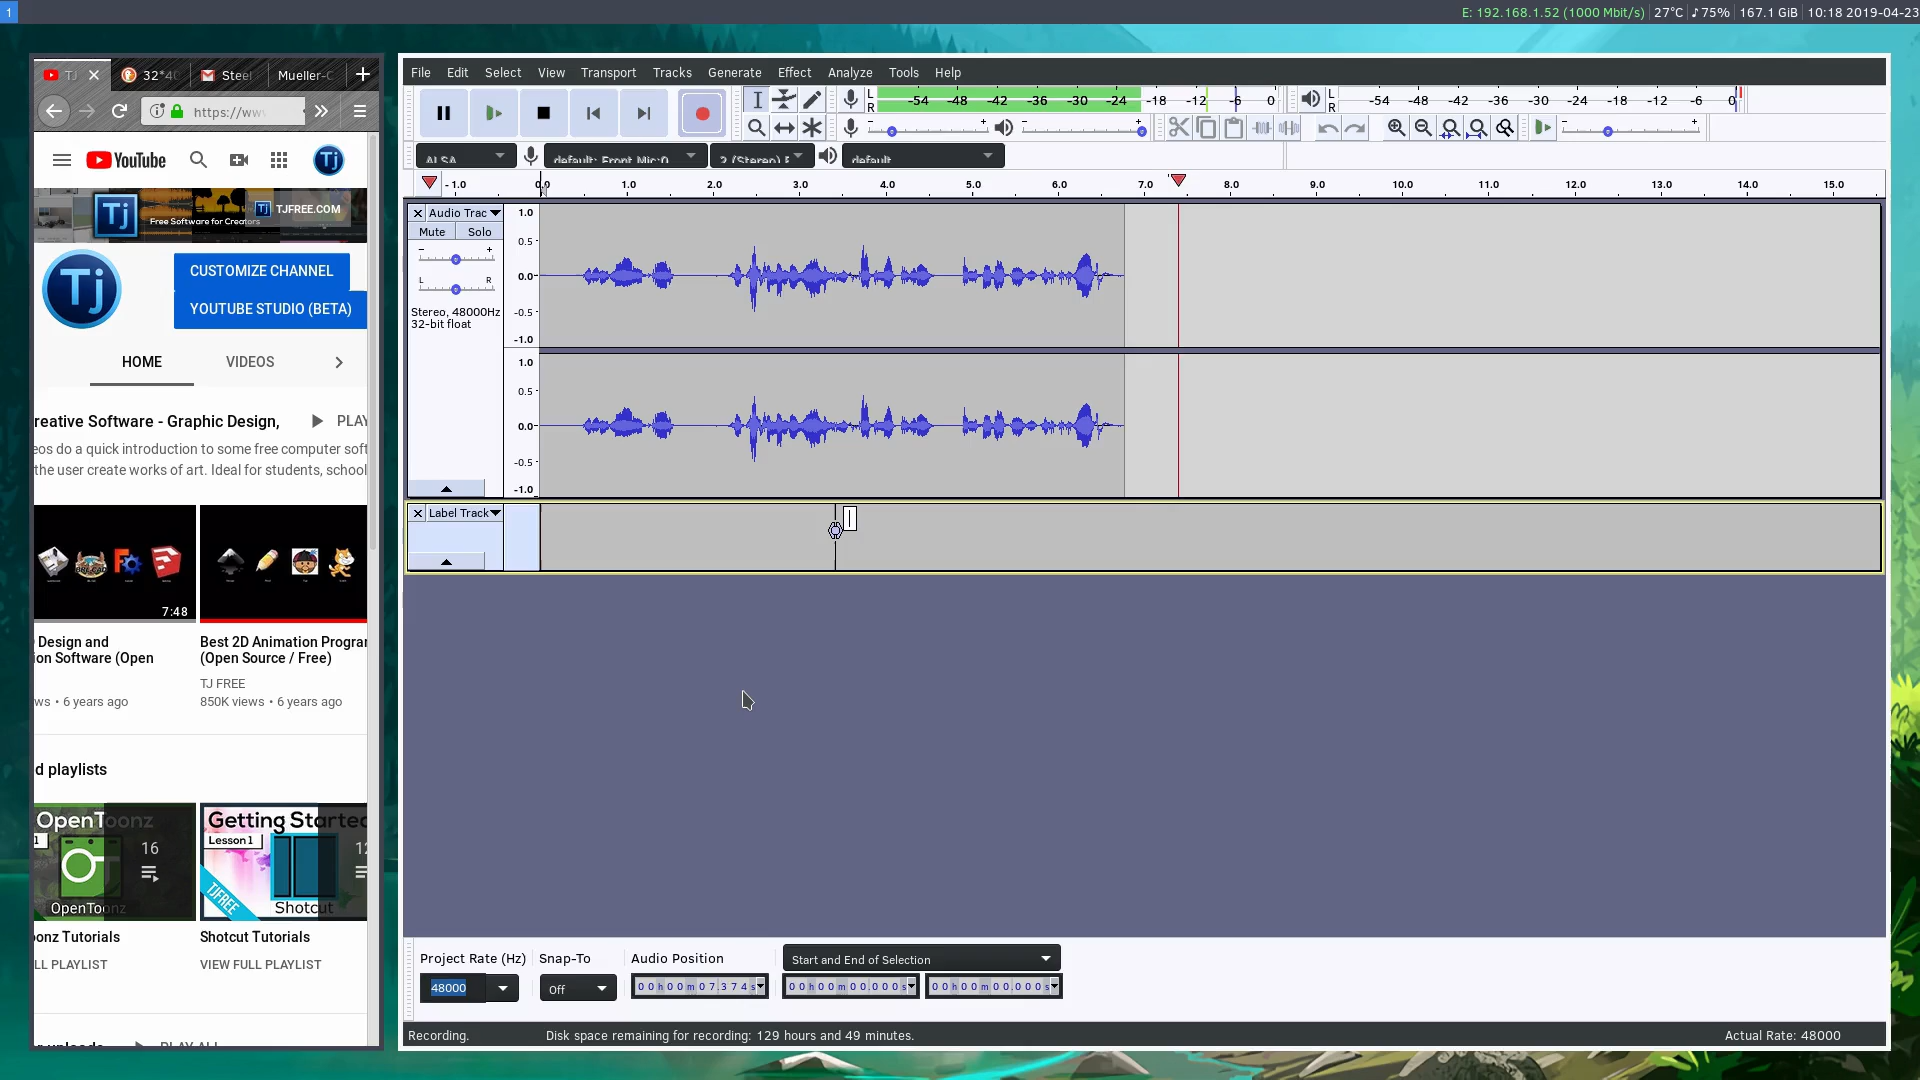 1
E: 192.168.1.52 (1000 Mbit/s) 27°C ♪75% 167.1 GiB 10:18 2019-04-23
TJ
32*40
Steel
Mueller-C
https://www
YouTube
Tj
Tj
Free Software for Creators
Tj TJFREE.COM
Tj
CUSTOMIZE CHANNEL
YOUTUBE STUDIO (BETA)
HOME VIDEOS
reative Software - Graphic Design, PLAY
eos do a quick introduction to some free computer soft
the user create works of art. Ideal for students, school
7:48
Design and
ion Software (Open
ws • 6 years ago
Best 2D Animation Program
(Open Source / Free)
TJ FREE
850K views • 6 years ago
d playlists
OpenToonz
16
OpenToonz
Getting Started
Lesson 1
12
TJFREE
Shotcut
onz Tutorials
LL PLAYLIST
Shotcut Tutorials
VIEW FULL PLAYLIST
PLAY ALL
File Edit Select View Transport Tracks Generate Effect Analyze Tools Help
L
R
-54 -48 -42 -36 -30 -24 -18 -12 -6 0
L
R
-54 -48 -42 -36 -30 -24 -18 -12 -6 0
- + - +
- +
ALSA
default: Front Mic:0
2 (Stereo)
default
- 1.0 0.0 1.0 2.0 3.0 4.0 5.0 6.0 7.0 8.0 9.0 10.0 11.0 12.0 13.0 14.0 15.0
Audio Trac
Mute Solo
- +
L R
Stereo, 48000Hz
32-bit float
1.0
0.5
0.0
-0.5
-1.0
1.0
0.5
0.0
-0.5
-1.0
Label Track
Project Rate (Hz) Snap-To Audio Position Start and End of Selection
48000 Off 00h00m07.374s 00h00m00.000s 00h00m00.000s
Recording. Disk space remaining for recording: 129 hours and 49 minutes. Actual Rate: 48000